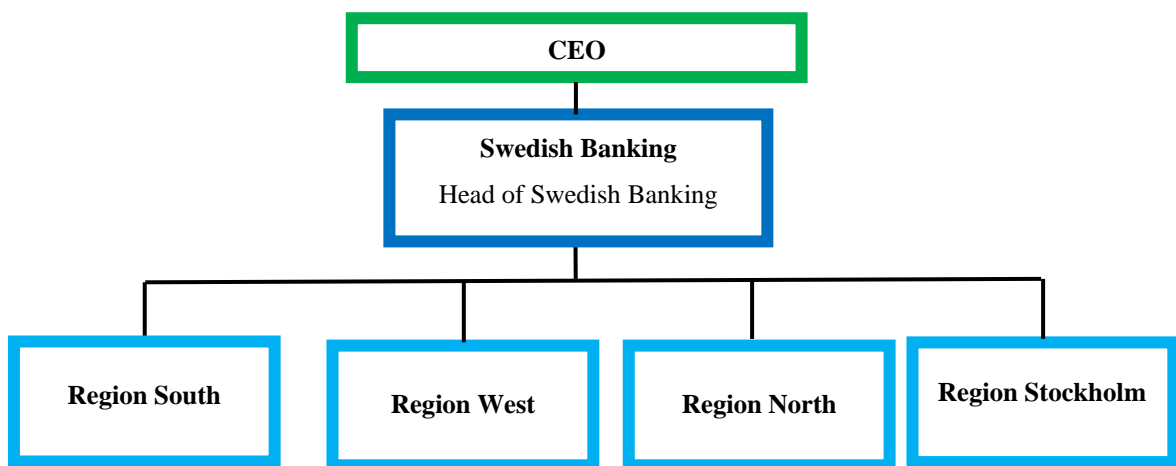 CEO
Swedish Banking
Head of Swedish Banking
Region South
Region West
Region North
Region Stockholm